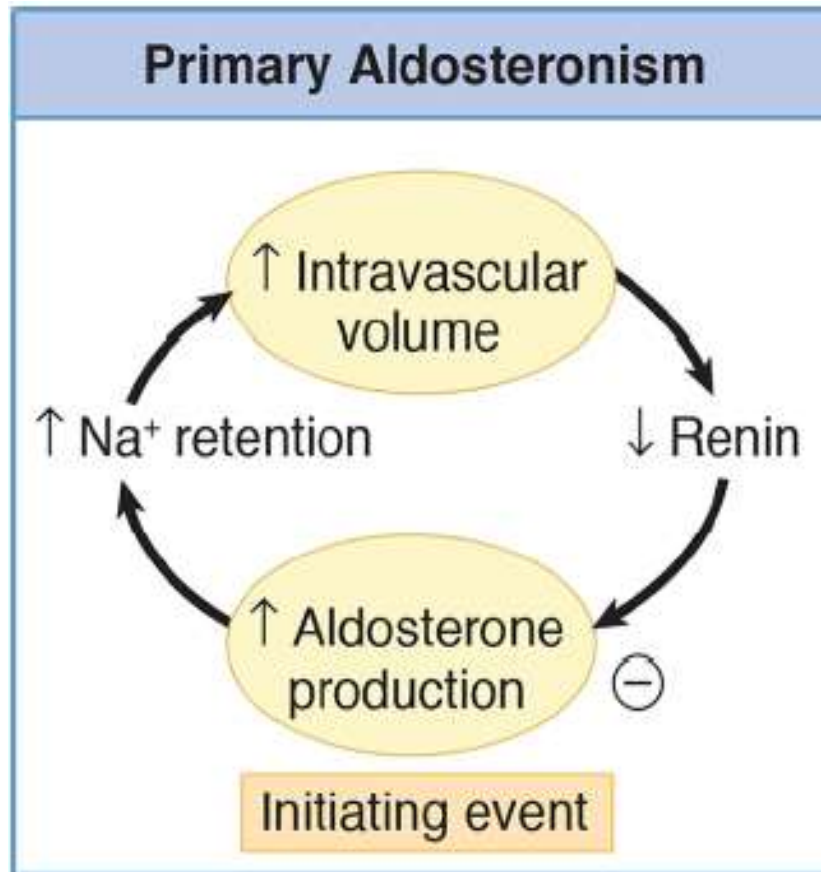 Primary Aldosteronism
↑ Intravascular
volume
↑ Na⁺ retention
↓ Renin
↑ Aldosterone
production
⊖
Initiating event